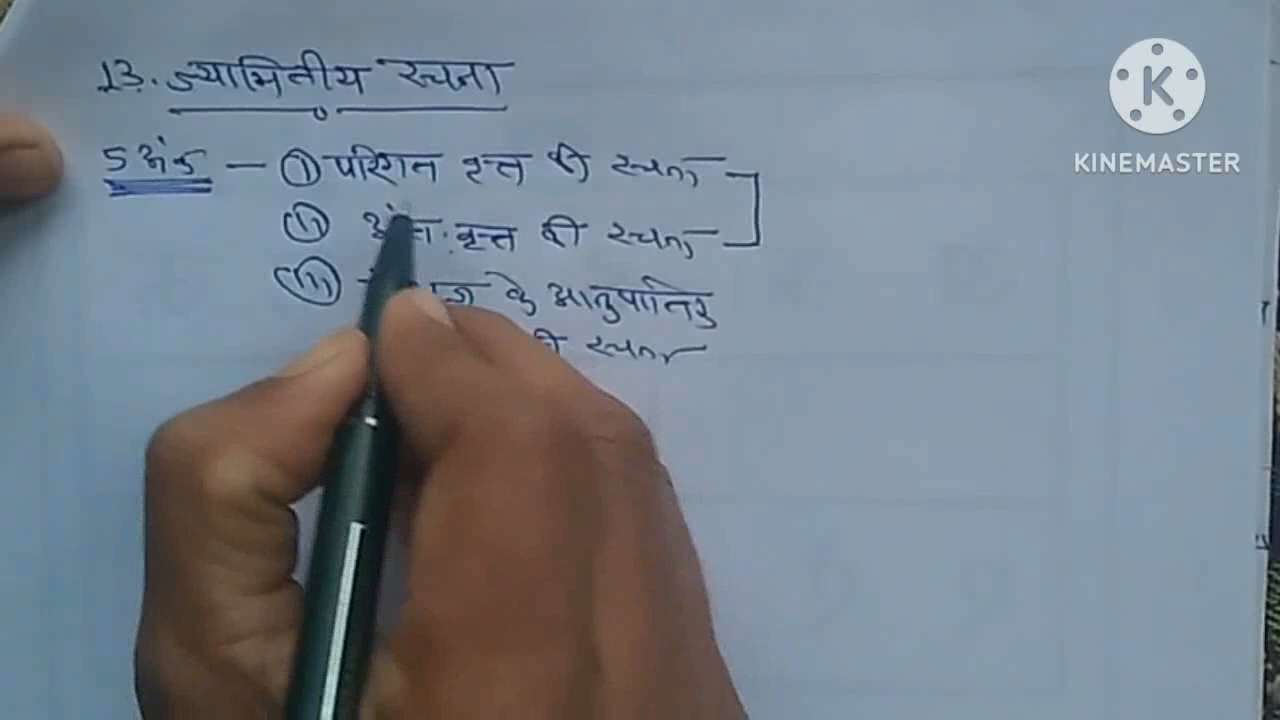 13. ज्यामितीय रचना
5 अंक - (i) परिगत वृत्त की रचना
(ii) अंतः वृत्त की रचना
(iii) के आनुपातिक
की रचना
K
KINEMASTER